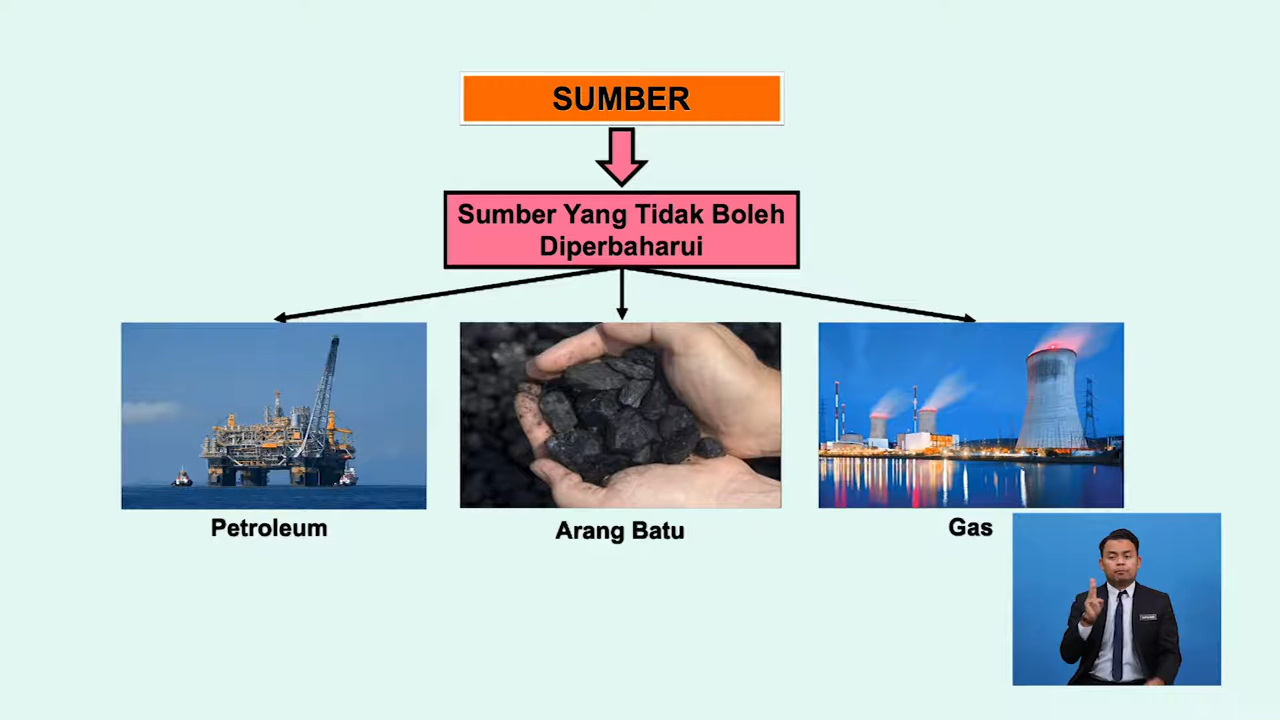 SUMBER
Sumber Yang Tidak Boleh
Diperbaharui
Petroleum
Arang Batu
Gas